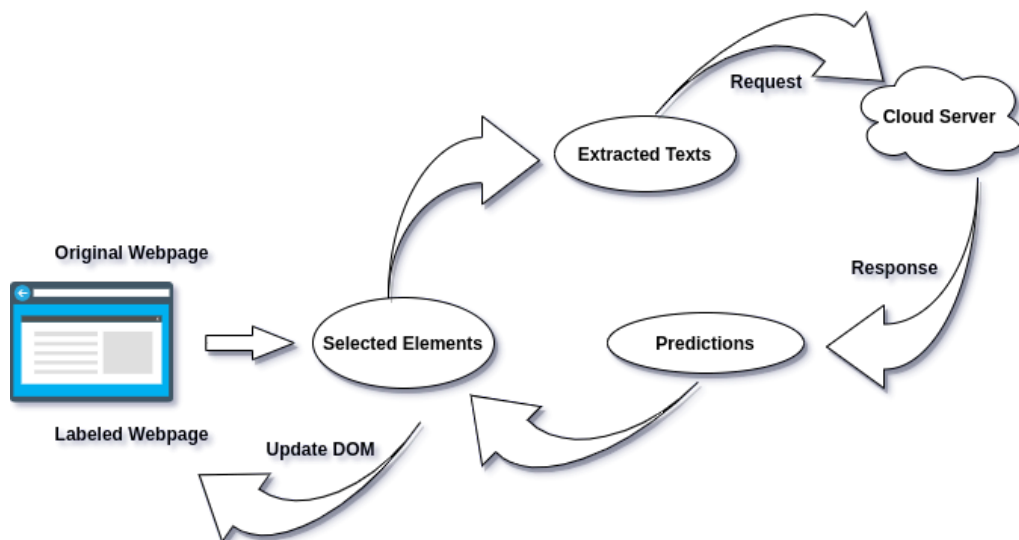 Request
Cloud Server
Extracted Texts
Original Webpage
Response
Selected Elements
Predictions
Labeled Webpage
Update DOM